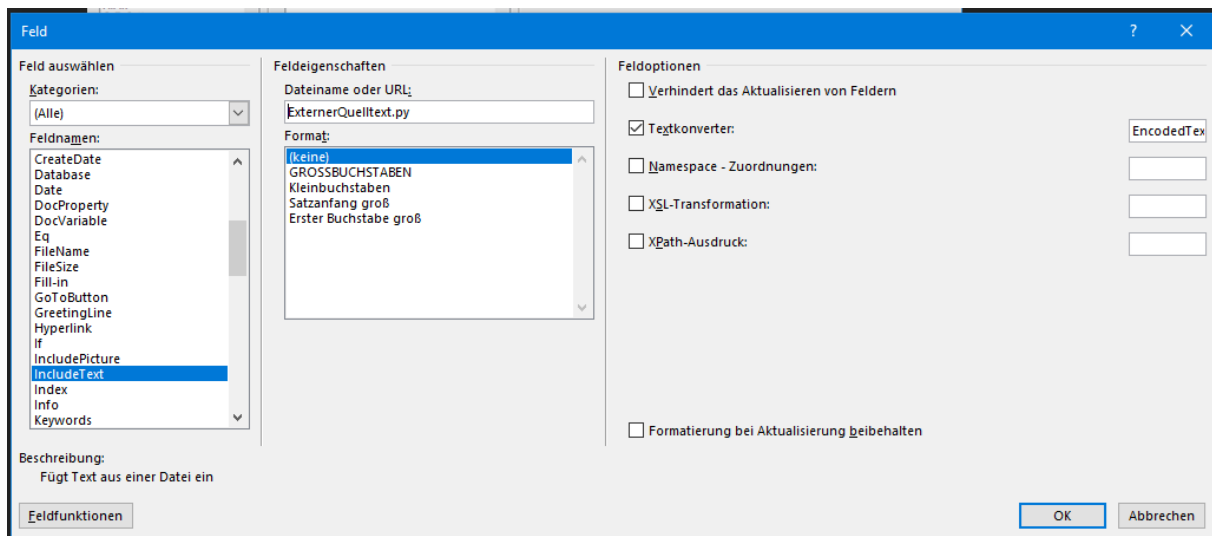 Feld
?
Feld auswählen
Kategorien:
(Alle)
Feldnamen:
CreateDate
Database
Date
DocProperty
DocVariable
Eq
FileName
FileSize
Fill-in
GoToButton
GreetingLine
Hyperlink
If
IncludePicture
IncludeText
Index
Info
Keywords
Beschreibung:
Fügt Text aus einer Datei ein
Feldfunktionen
Feldeigenschaften
Dateiname oder URL:
ExternerQuelltext.py
Format:
(keine)
GROSSBUCHSTABEN
Kleinbuchstaben
Satzanfang groß
Erster Buchstabe groß
Feldoptionen
Verhindert das Aktualisieren von Feldern
Textkonverter: EncodedTex
Namespace - Zuordnungen:
XSL-Transformation:
XPath-Ausdruck:
Formatierung bei Aktualisierung beibehalten
OK Abbrechen